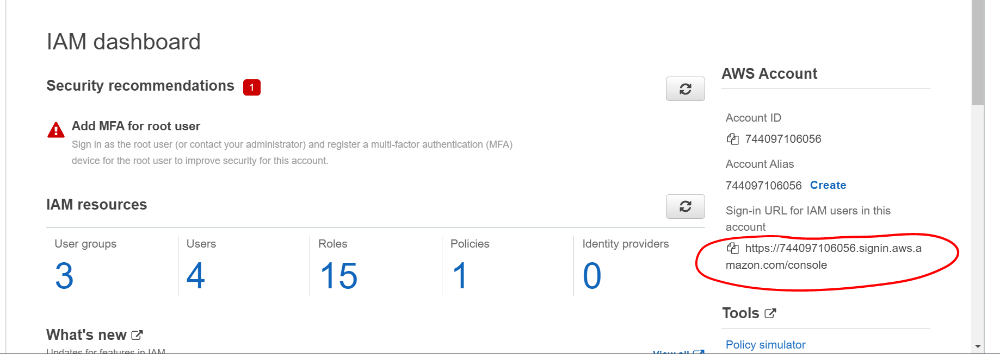 IAM dashboard
Security recommendations 1
Add MFA for root user
Sign in as the root user (or contact your administrator) and register a multi-factor authentication (MFA)
device for the root user to improve security for this account.
IAM resources
User groups
3
Users
4
Roles
15
Policies
1
Identity providers
0
What's new
Updates for features in IAM
View all
AWS Account
Account ID
744097106056
Account Alias
744097106056 Create
Sign-in URL for IAM users in this
account
https://744097106056.signin.aws.a
mazon.com/console
Tools
Policy simulator